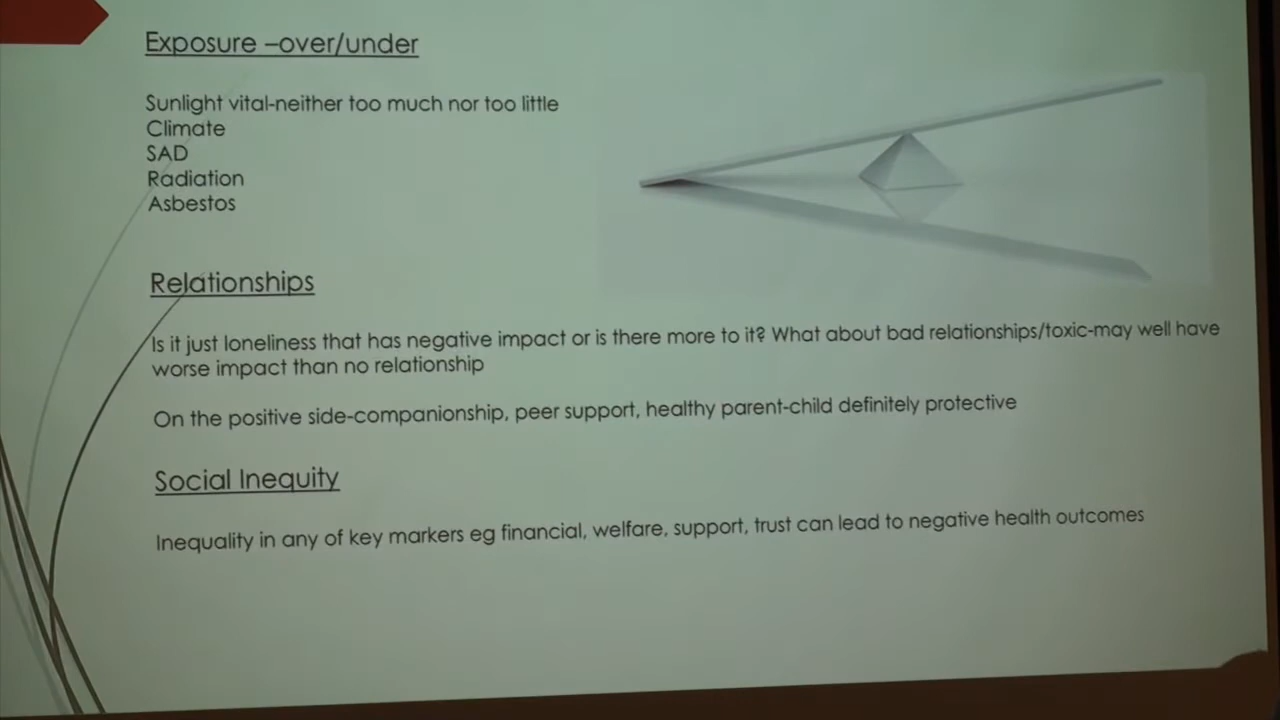 Exposure –over/under
Sunlight vital-neither too much nor too little
Climate
SAD
Radiation
Asbestos
Relationships
Is it just loneliness that has negative impact or is there more to it? What about bad relationships/toxic-may well have
worse impact than no relationship
On the positive side-companionship, peer support, healthy parent-child definitely protective
Social Inequity
Inequality in any of key markers eg financial, welfare, support, trust can lead to negative health outcomes